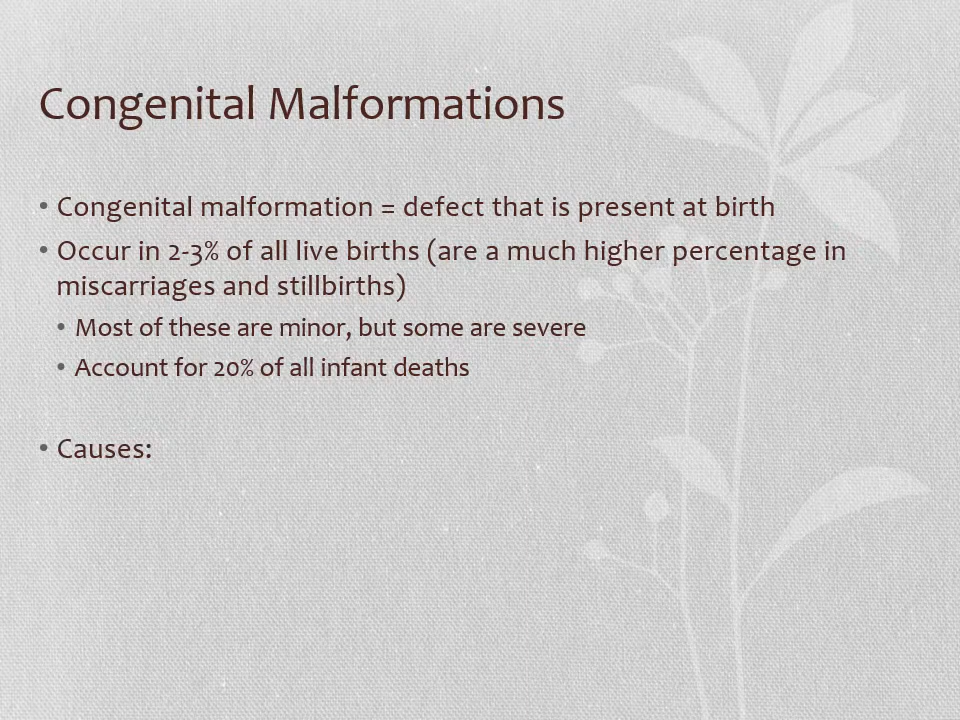 Congenital Malformations
• Congenital malformation = defect that is present at birth
• Occur in 2-3% of all live births (are a much higher percentage in
miscarriages and stillbirths)
• Most of these are minor, but some are severe
• Account for 20% of all infant deaths
• Causes: